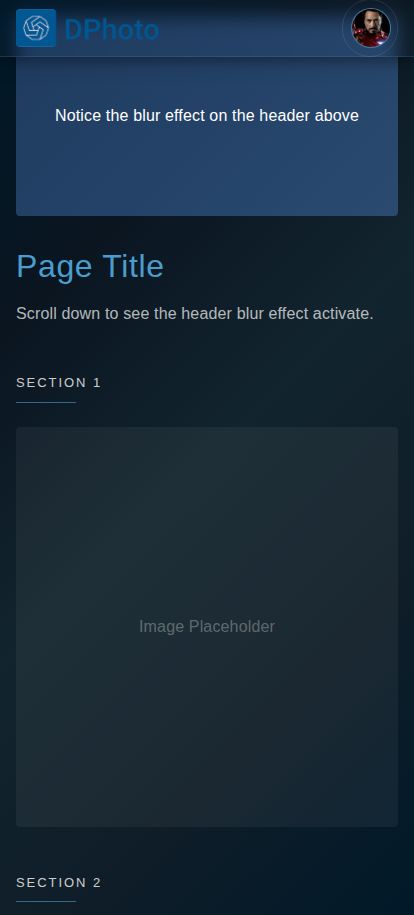 DPhoto
Notice the blur effect on the header above
Page Title
Scroll down to see the header blur effect activate.
SECTION 1
Image Placeholder
SECTION 2